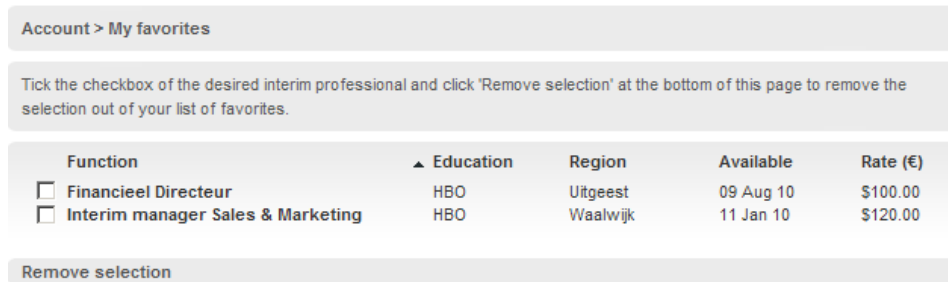 Account > My favorites
Tick the checkbox of the desired interim professional and click 'Remove selection' at the bottom of this page to remove the
selection out of your list of favorites.
Function Education Region Available Rate (€)
Financieel Directeur HBO Uitgeest 09 Aug 10 $100.00
Interim manager Sales & Marketing HBO Waalwijk 11 Jan 10 $120.00
Remove selection